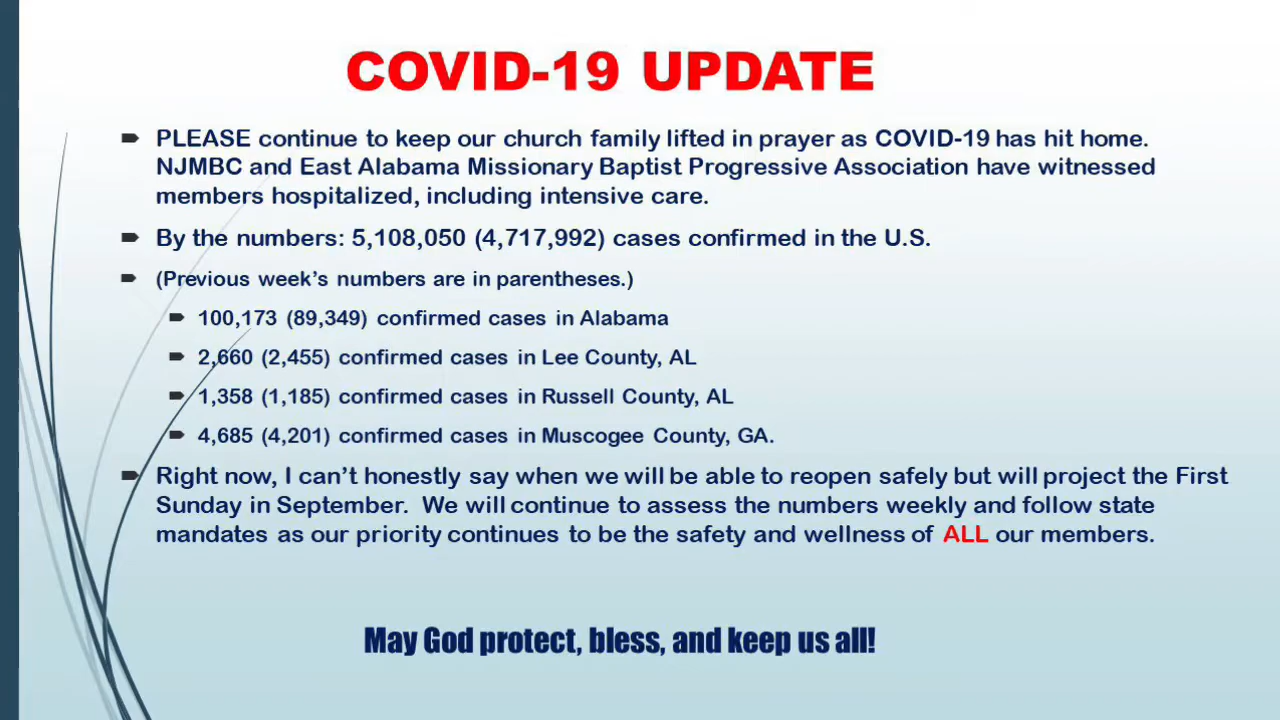 COVID-19 UPDATE
PLEASE continue to keep our church family lifted in prayer as COVID-19 has hit home.
NJMBC and East Alabama Missionary Baptist Progressive Association have witnessed
members hospitalized, including intensive care.
By the numbers: 5,108,050 (4,717,992) cases confirmed in the U.S.
(Previous week’s numbers are in parentheses.)
100,173 (89,349) confirmed cases in Alabama
2,660 (2,455) confirmed cases in Lee County, AL
1,358 (1,185) confirmed cases in Russell County, AL
4,685 (4,201) confirmed cases in Muscogee County, GA.
Right now, I can’t honestly say when we will be able to reopen safely but will project the First
Sunday in September. We will continue to assess the numbers weekly and follow state
mandates as our priority continues to be the safety and wellness of ALL our members.
May God protect, bless, and keep us all!